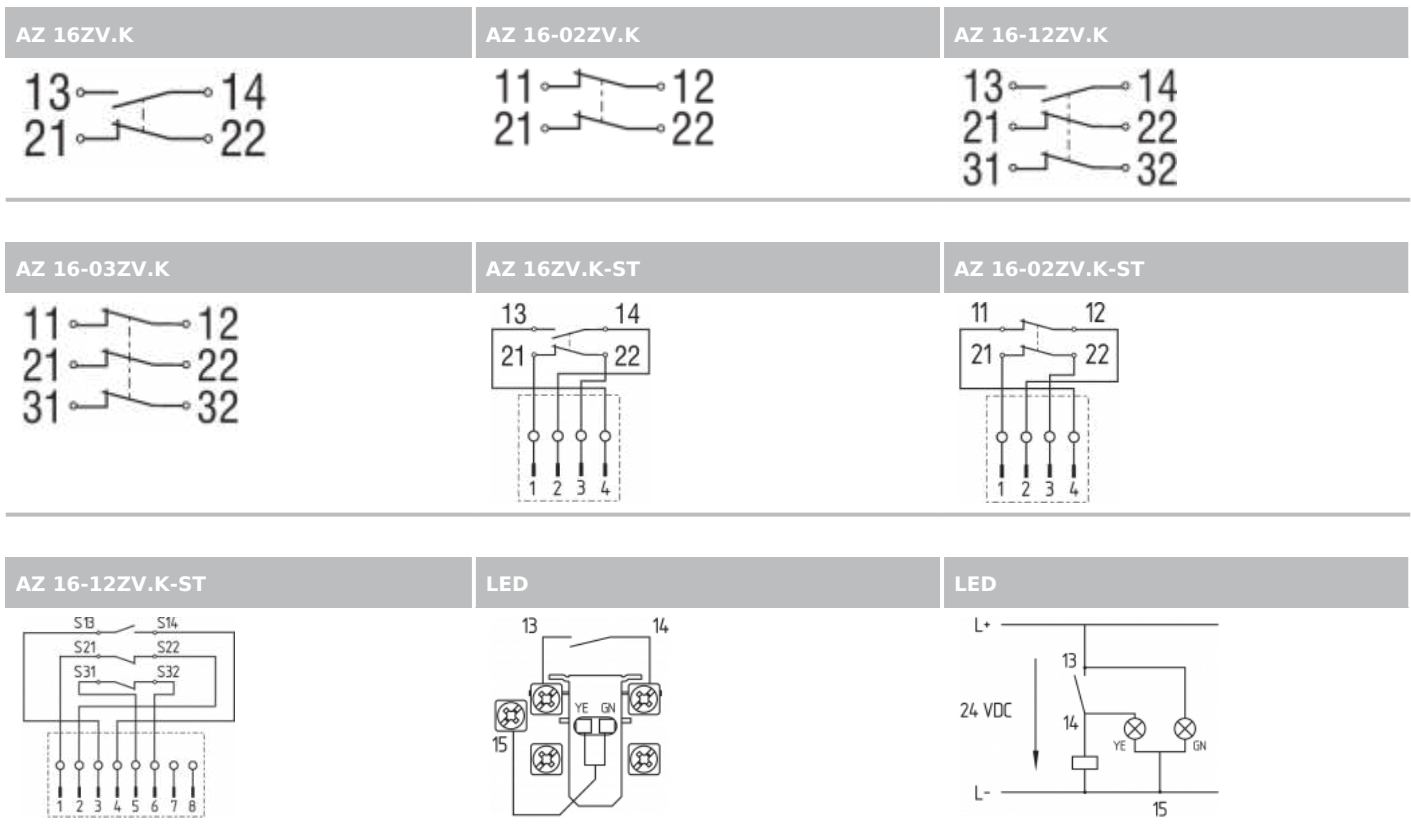 AZ 16ZV.K
AZ 16-02ZV.K
AZ 16-12ZV.K
13 14
21 22
11 12
21 22
13 14
21 22
31 32
AZ 16-03ZV.K
AZ 16ZV.K-ST
AZ 16-02ZV.K-ST
11 12
21 22
31 32
13 14
21 22
1 2 3 4
11 12
21 22
1 2 3 4
AZ 16-12ZV.K-ST
LED
LED
S13 S14
S21 S22
S31 S32
1 2 3 4 5 6 7 8
13 14
YE GN
15
L+
13
24 VDC
14
YE GN
L-
15